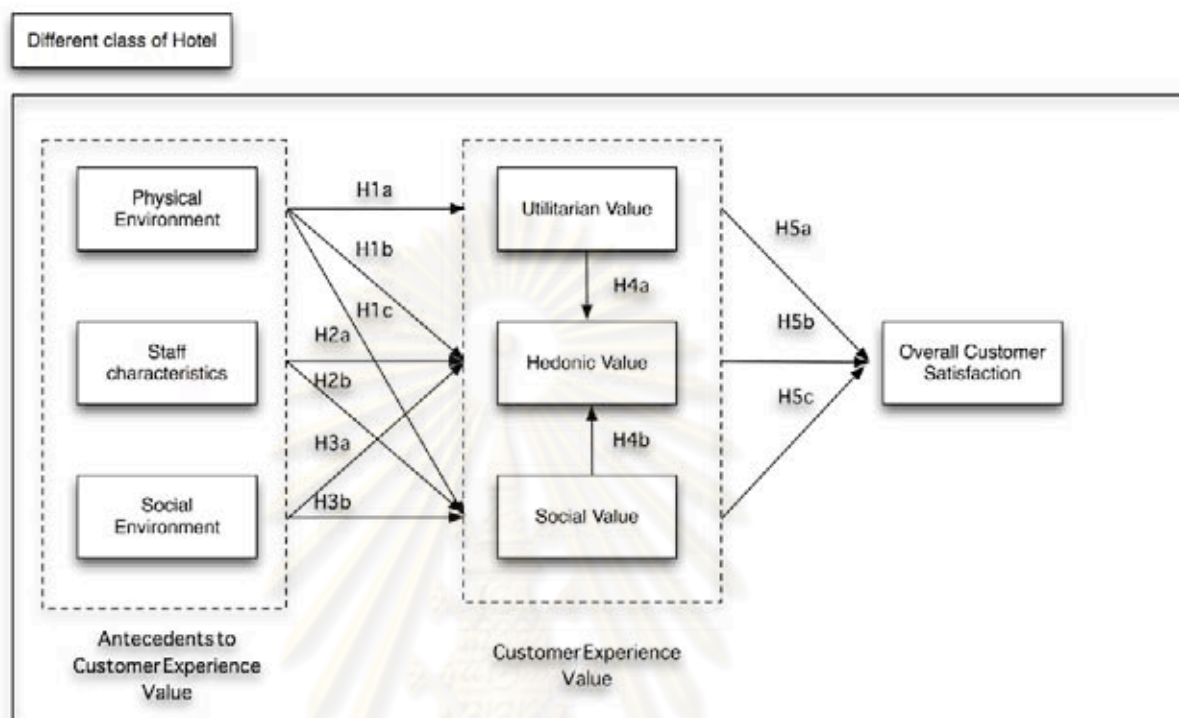 Different class of Hotel
Physical
Environment
H1a
Utilitarian Value
H5a
H1b
H4a
H1c
H5b
Staff
characteristics
H2a
Hedonic Value
Overall Customer
Satisfaction
H2b
H5c
H3a
H4b
Social
Environment
H3b
Social Value
Antecedents to
Customer Experience
Value
Customer Experience
Value